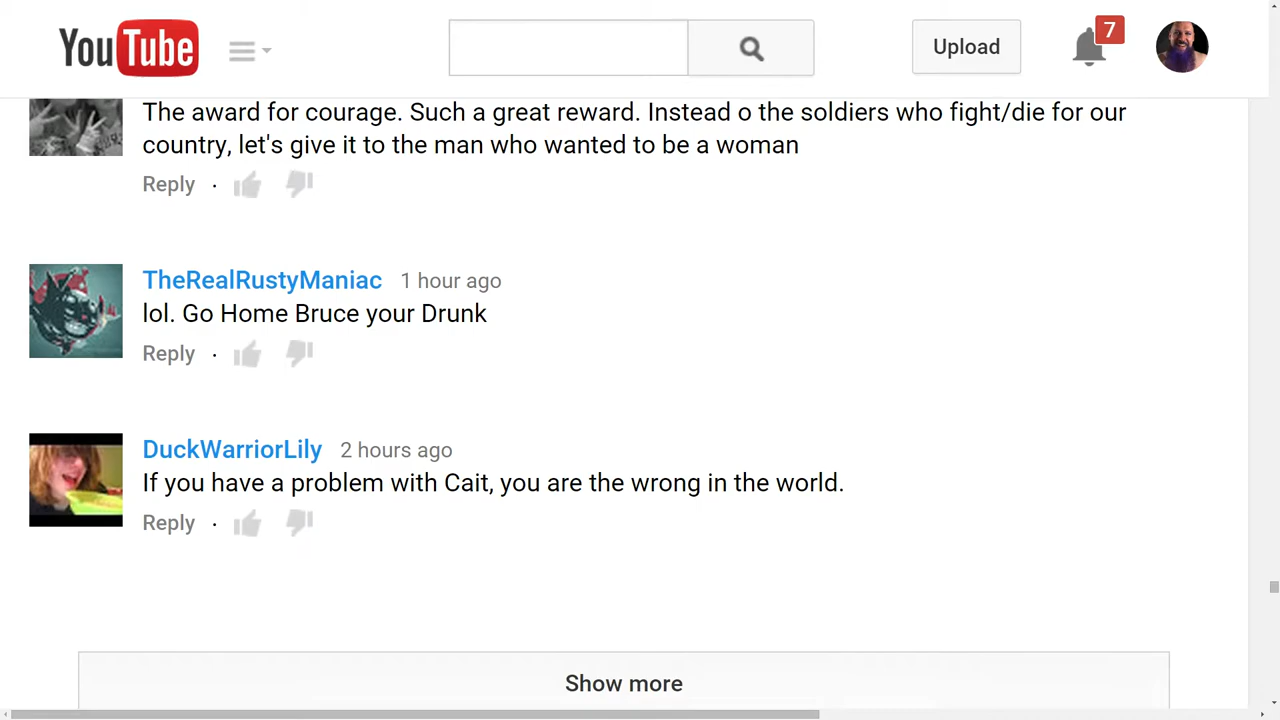 YouTube
Upload
7
The award for courage. Such a great reward. Instead o the soldiers who fight/die for our
country, let's give it to the man who wanted to be a woman
Reply ·
TheRealRustyManiac 1 hour ago
lol. Go Home Bruce your Drunk
Reply ·
DuckWarriorLily 2 hours ago
If you have a problem with Cait, you are the wrong in the world.
Reply ·
Show more